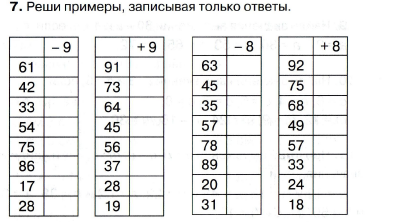 7. Реши примеры, записывая только ответы.
− 9 + 9 − 8 + 8
61 91 63 92
42 73 45 75
33 64 35 68
54 45 57 49
75 56 78 57
86 37 89 33
17 28 20 24
28 19 31 18